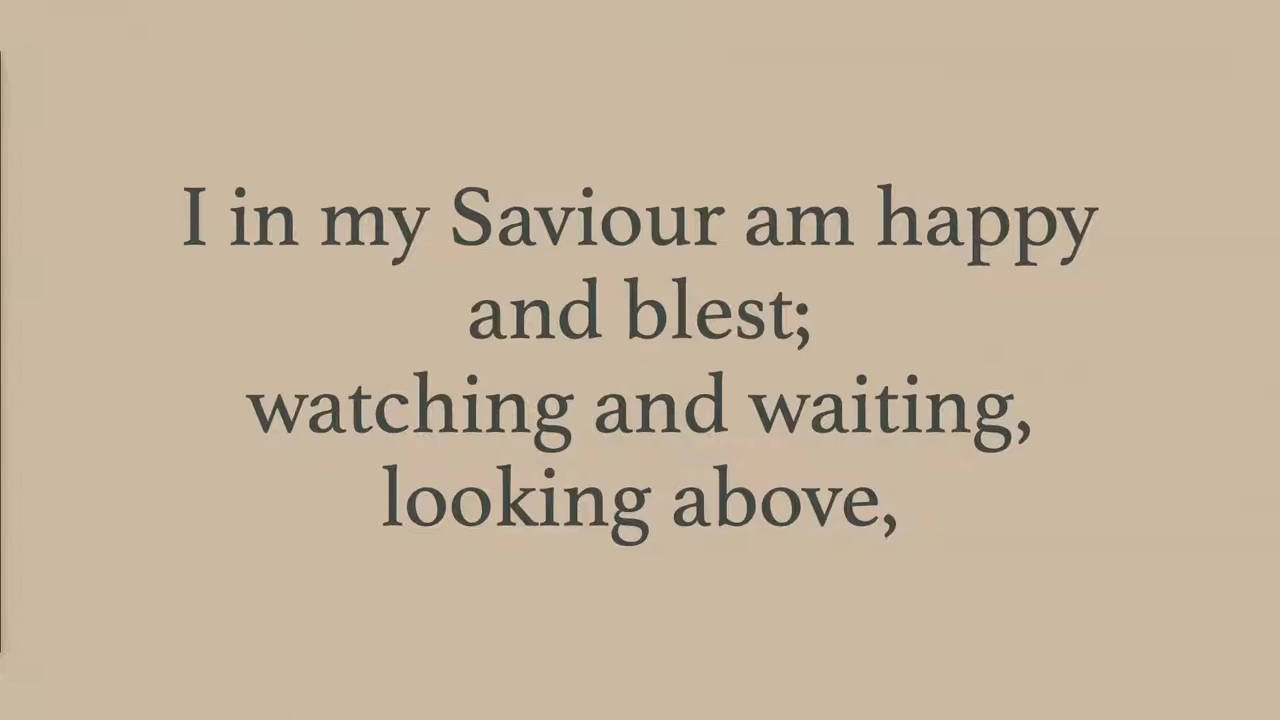 I in my Saviour am happy
and blest;
watching and waiting,
looking above,